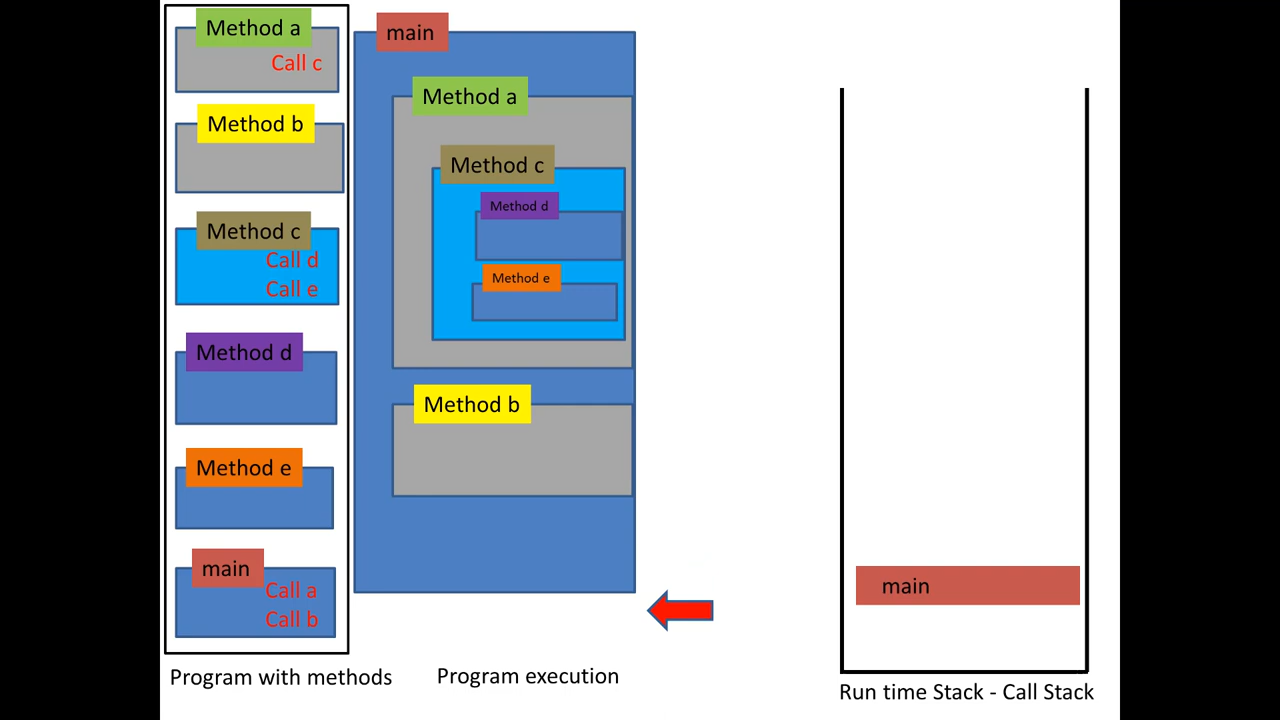 Method a
Call c
Method b
Method c
Call d
Call e
Method d
Method e
main
Call a
Call b
Program with methods
main
Method a
Method c
Method d
Method e
Method b
Program execution
main
Run time Stack - Call Stack